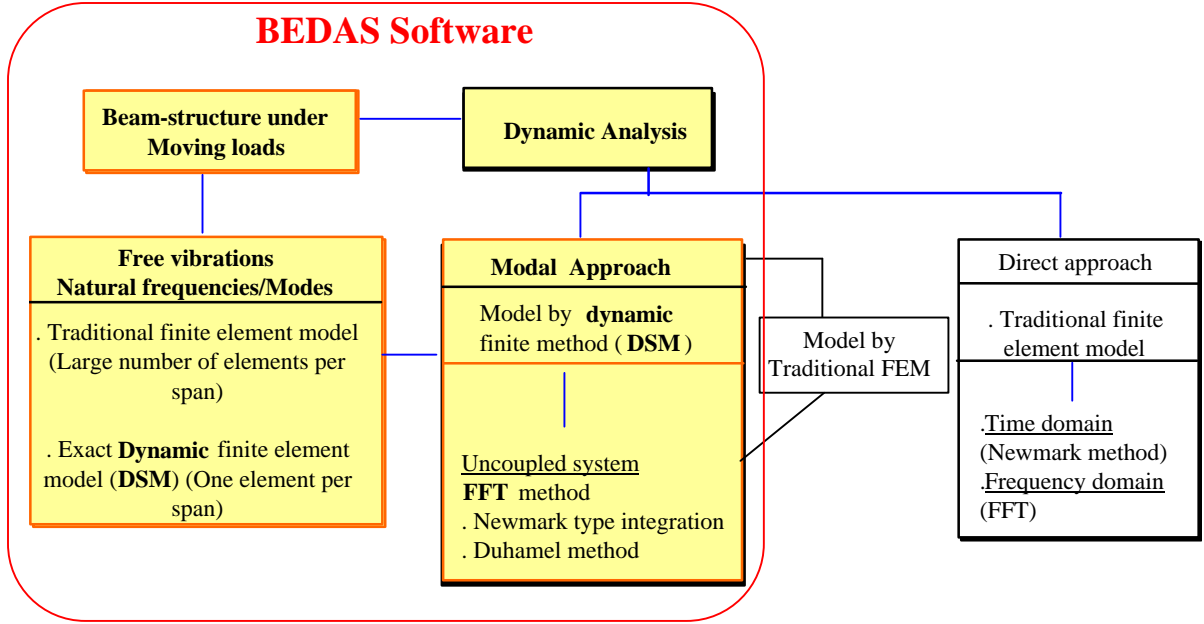 BEDAS Software
Beam-structure under
Moving loads
Dynamic Analysis
Free vibrations
Natural frequencies/Modes
. Traditional finite element model
(Large number of elements per
span)
. Exact Dynamic finite element
model (DSM) (One element per
span)
Modal Approach
Model by dynamic
finite method ( DSM )
Uncoupled system
FFT method
. Newmark type integration
. Duhamel method
Model by
Traditional FEM
Direct approach
. Traditional finite
element model
.Time domain
(Newmark method)
.Frequency domain
(FFT)